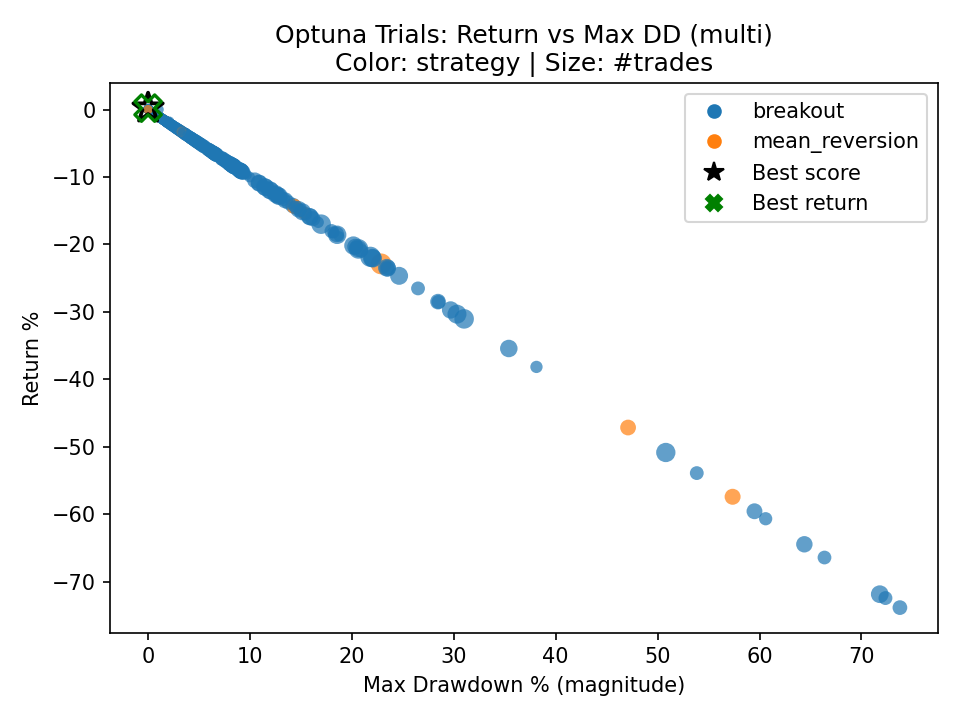 Optuna Trials: Return vs Max DD (multi)
Color: strategy | Size: #trades
breakout
mean_reversion
Best score
Best return
Return %
0
−10
−20
−30
−40
−50
−60
−70
0 10 20 30 40 50 60 70
Max Drawdown % (magnitude)